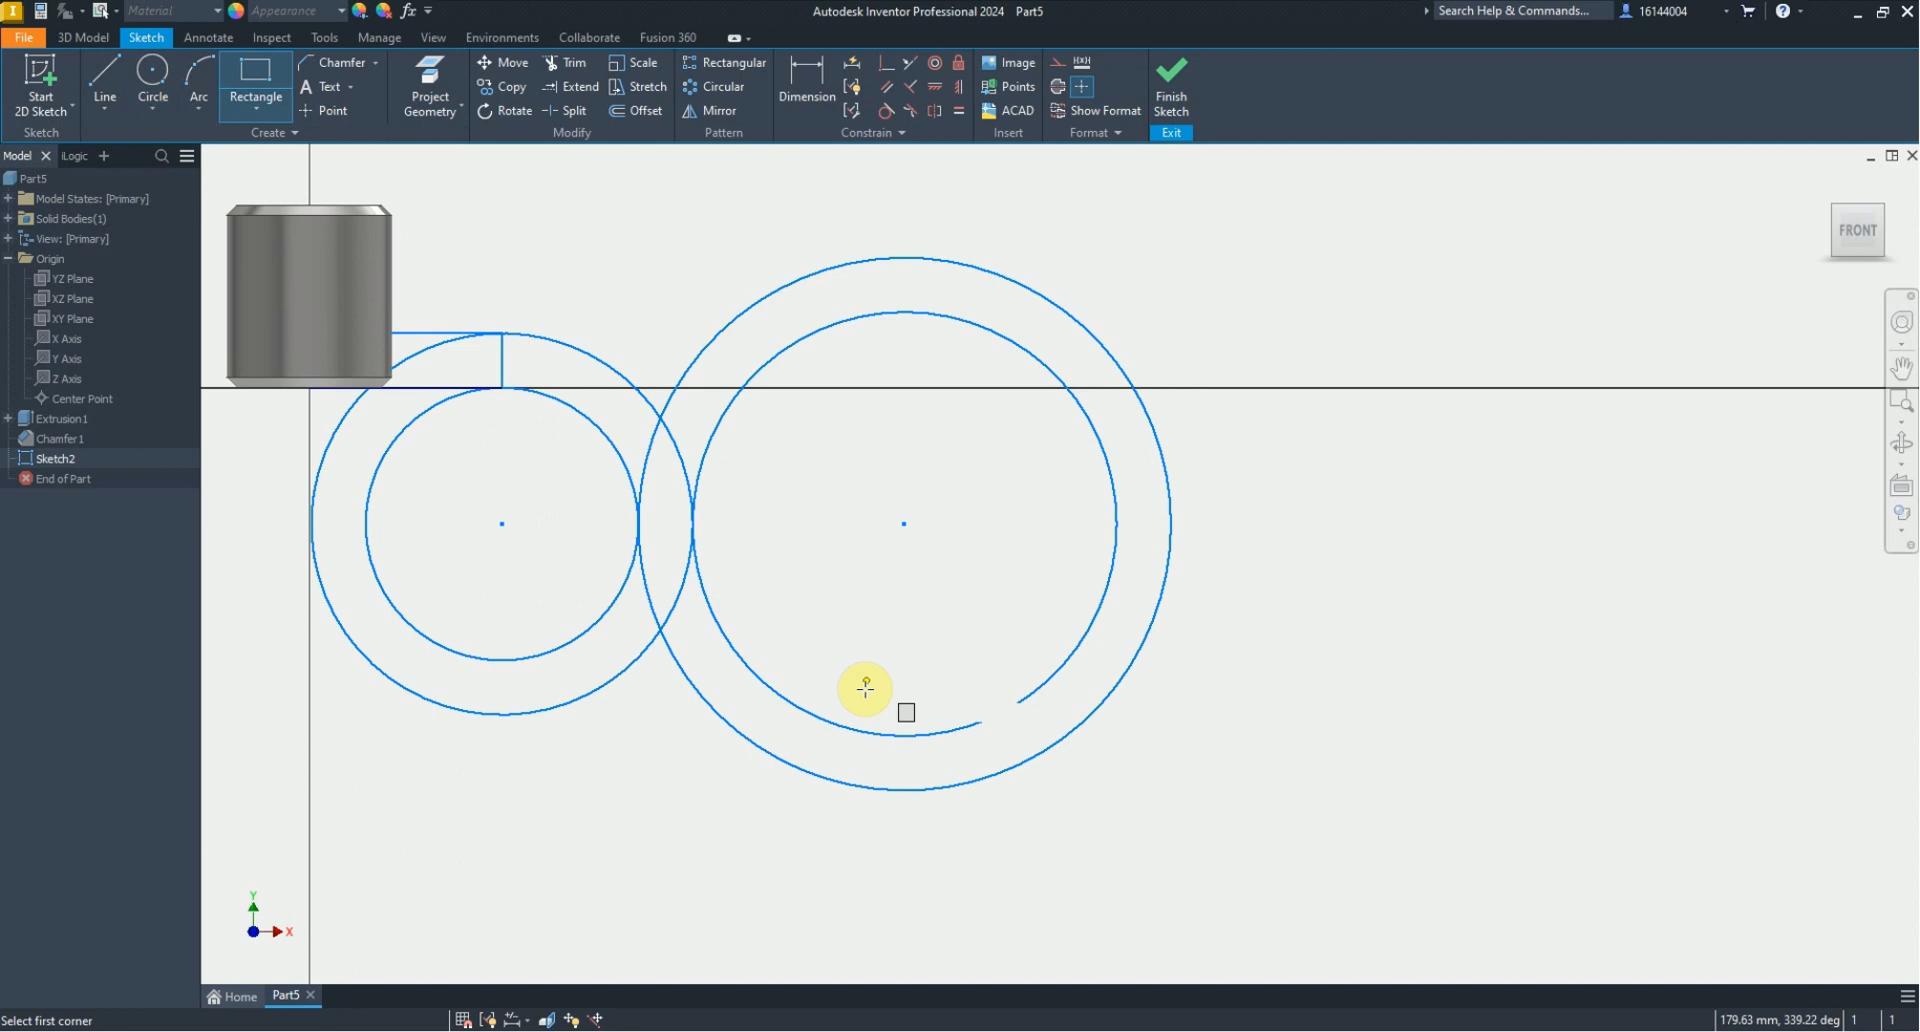 Material
Appearance
fx
Autodesk Inventor Professional 2024 Part5
Search Help & Commands...
16144004
File
3D Model
Sketch
Annotate
Inspect
Tools
Manage
View
Environments
Collaborate
Fusion 360
Start
2D Sketch
Line
Circle
Arc
Rectangle
Chamfer
Text
Point
Project
Geometry
Move
Copy
Rotate
Trim
Extend
Split
Scale
Stretch
Offset
Rectangular
Circular
Mirror
Dimension
Image
Points
ACAD
Show Format
Finish
Sketch
Sketch
Create
Modify
Pattern
Constrain
Insert
Format
Exit
Model
iLogic
Part5
Model States: [Primary]
Solid Bodies(1)
View: [Primary]
Origin
YZ Plane
XZ Plane
XY Plane
X Axis
Y Axis
Z Axis
Center Point
Extrusion1
Chamfer1
Sketch2
End of Part
FRONT
Y
X
Home
Part5
Select first corner
179.63 mm, 339.22 deg
1
1